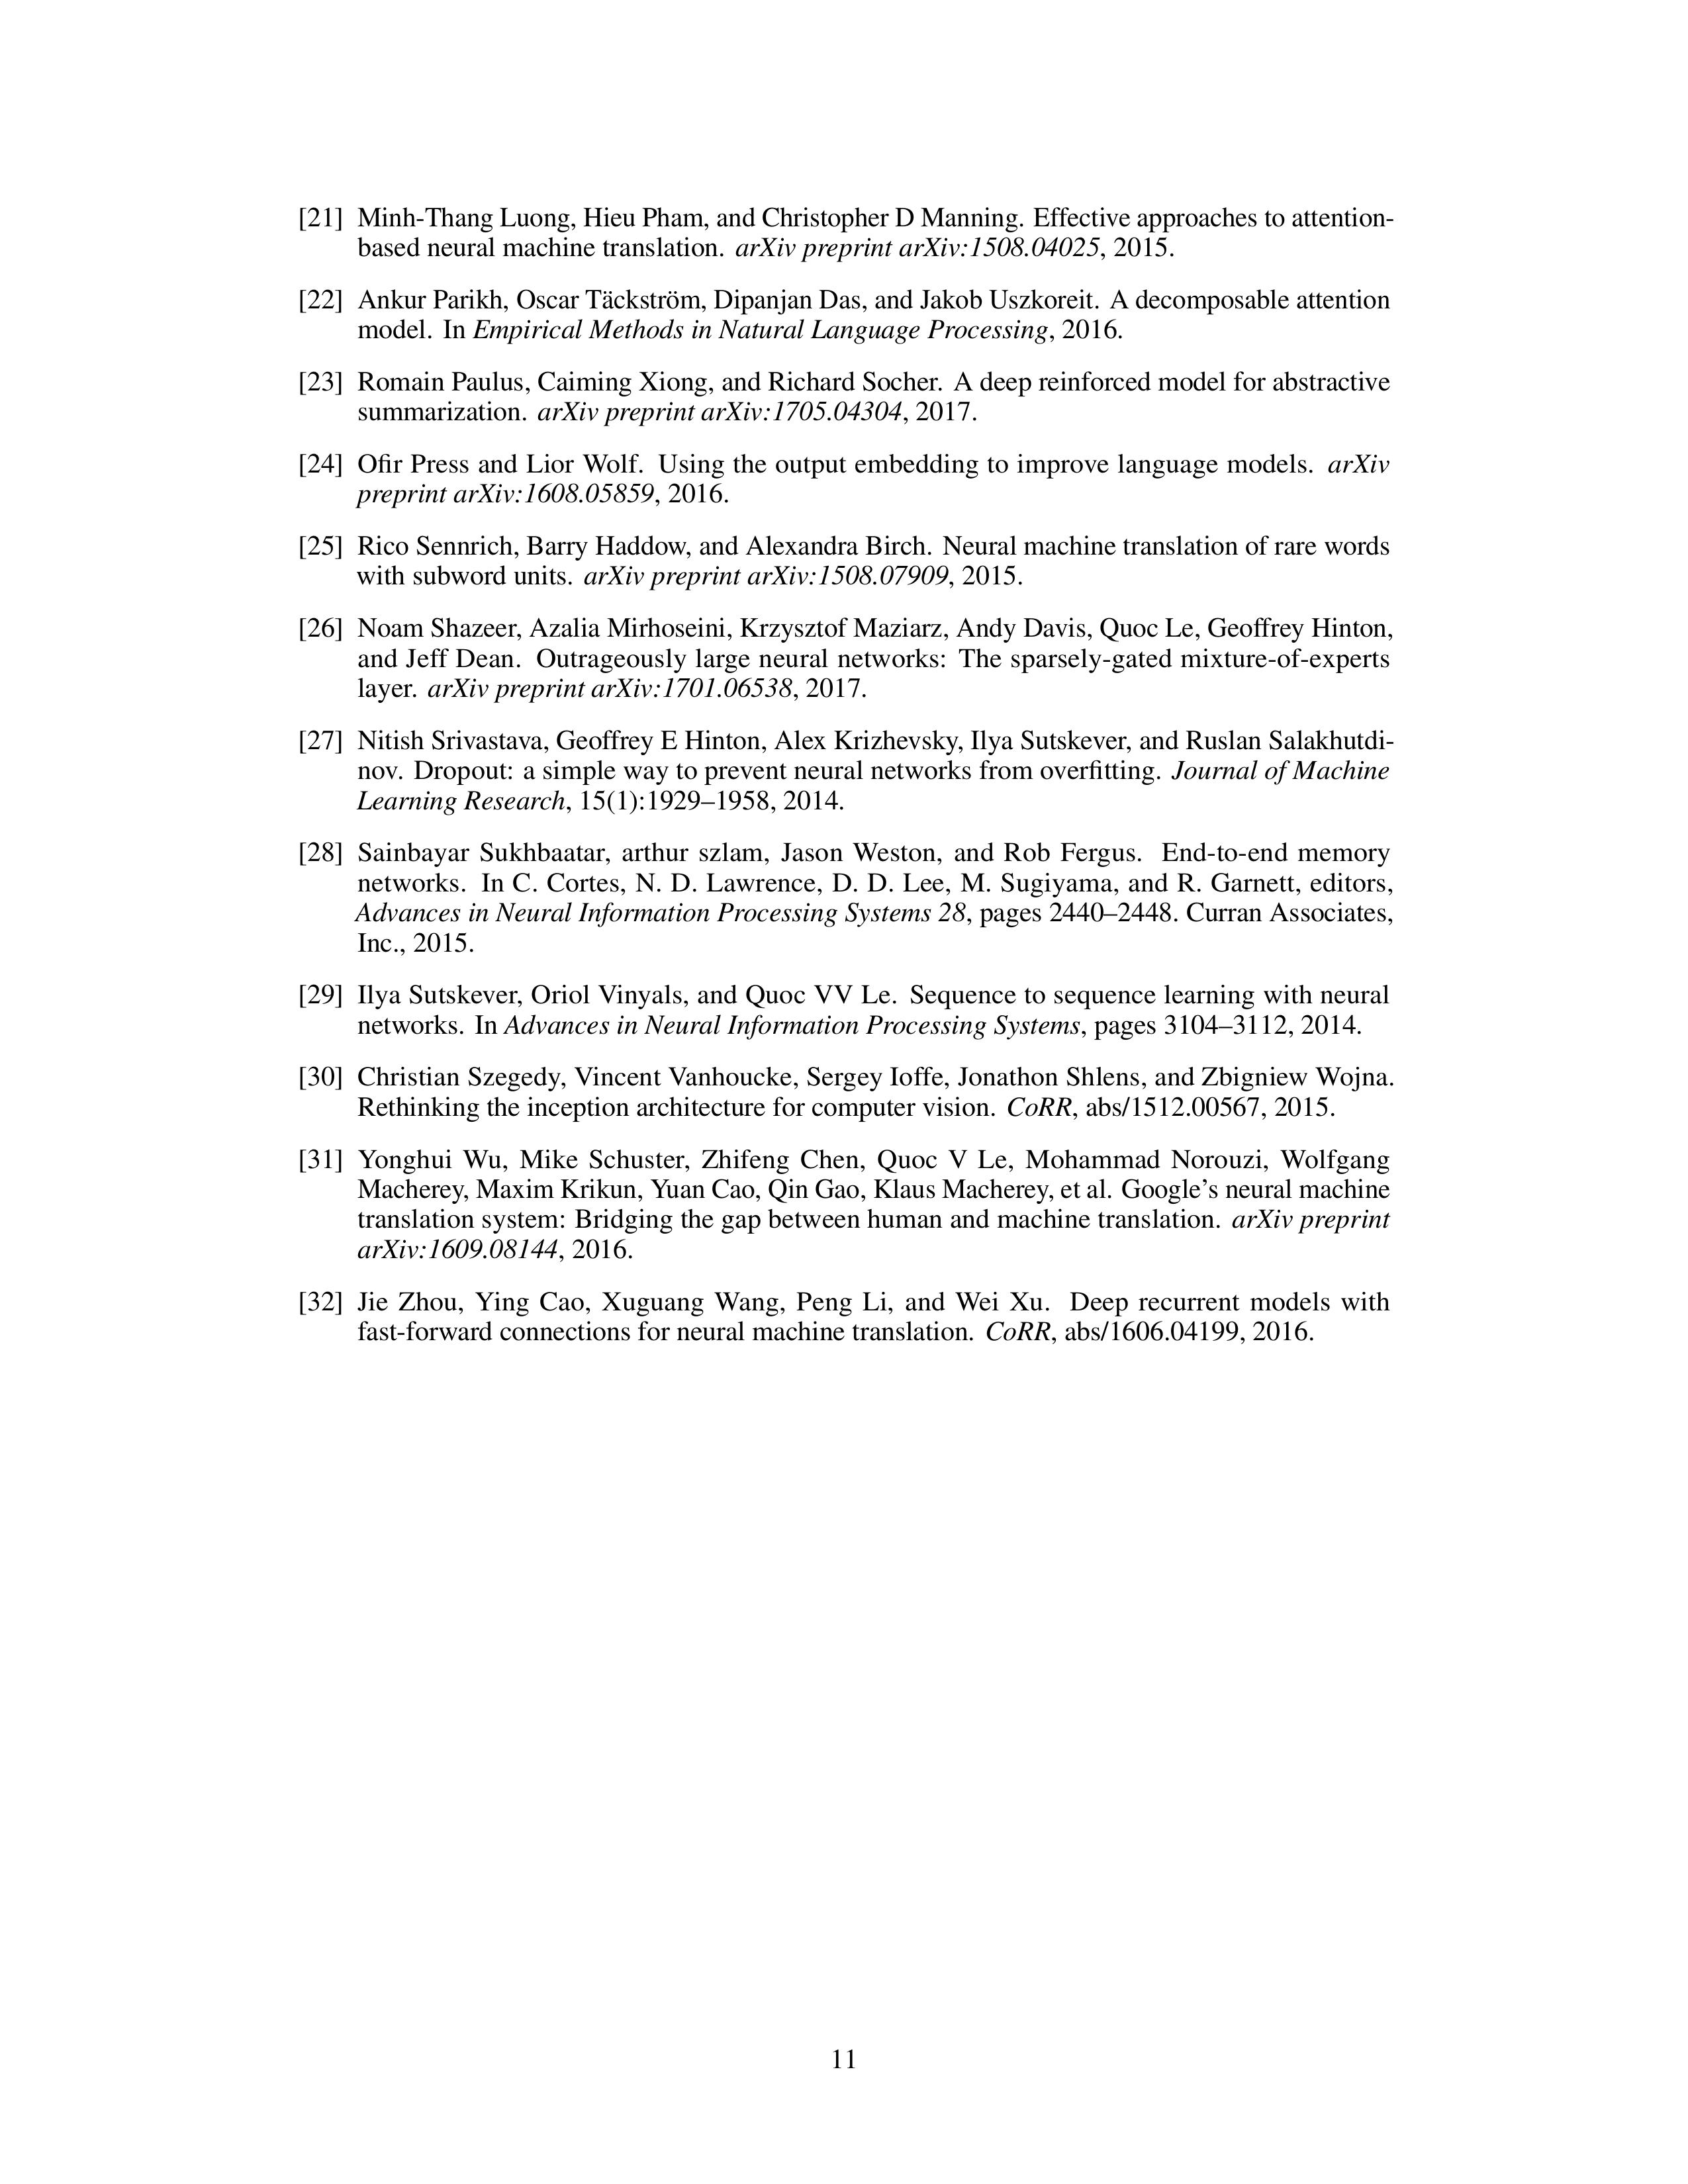 [21] Minh-Thang Luong, Hieu Pham, and Christopher D Manning. Effective approaches to attention-
based neural machine translation. arXiv preprint arXiv:1508.04025, 2015.
[22] Ankur Parikh, Oscar Täckström, Dipanjan Das, and Jakob Uszkoreit. A decomposable attention
model. In Empirical Methods in Natural Language Processing, 2016.
[23] Romain Paulus, Caiming Xiong, and Richard Socher. A deep reinforced model for abstractive
summarization. arXiv preprint arXiv:1705.04304, 2017.
[24] Ofir Press and Lior Wolf. Using the output embedding to improve language models. arXiv
preprint arXiv:1608.05859, 2016.
[25] Rico Sennrich, Barry Haddow, and Alexandra Birch. Neural machine translation of rare words
with subword units. arXiv preprint arXiv:1508.07909, 2015.
[26] Noam Shazeer, Azalia Mirhoseini, Krzysztof Maziarz, Andy Davis, Quoc Le, Geoffrey Hinton,
and Jeff Dean. Outrageously large neural networks: The sparsely-gated mixture-of-experts
layer. arXiv preprint arXiv:1701.06538, 2017.
[27] Nitish Srivastava, Geoffrey E Hinton, Alex Krizhevsky, Ilya Sutskever, and Ruslan Salakhutdi-
nov. Dropout: a simple way to prevent neural networks from overfitting. Journal of Machine
Learning Research, 15(1):1929–1958, 2014.
[28] Sainbayar Sukhbaatar, arthur szlam, Jason Weston, and Rob Fergus. End-to-end memory
networks. In C. Cortes, N. D. Lawrence, D. D. Lee, M. Sugiyama, and R. Garnett, editors,
Advances in Neural Information Processing Systems 28, pages 2440–2448. Curran Associates,
Inc., 2015.
[29] Ilya Sutskever, Oriol Vinyals, and Quoc VV Le. Sequence to sequence learning with neural
networks. In Advances in Neural Information Processing Systems, pages 3104–3112, 2014.
[30] Christian Szegedy, Vincent Vanhoucke, Sergey Ioffe, Jonathon Shlens, and Zbigniew Wojna.
Rethinking the inception architecture for computer vision. CoRR, abs/1512.00567, 2015.
[31] Yonghui Wu, Mike Schuster, Zhifeng Chen, Quoc V Le, Mohammad Norouzi, Wolfgang
Macherey, Maxim Krikun, Yuan Cao, Qin Gao, Klaus Macherey, et al. Google's neural machine
translation system: Bridging the gap between human and machine translation. arXiv preprint
arXiv:1609.08144, 2016.
[32] Jie Zhou, Ying Cao, Xuguang Wang, Peng Li, and Wei Xu. Deep recurrent models with
fast-forward connections for neural machine translation. CoRR, abs/1606.04199, 2016.
11